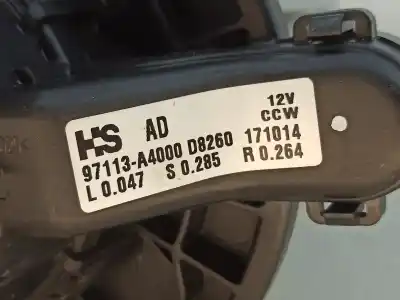 HS AD 12V
CCW
97113-A4000 D8260 171014
L 0.047 S 0.285 R 0.264